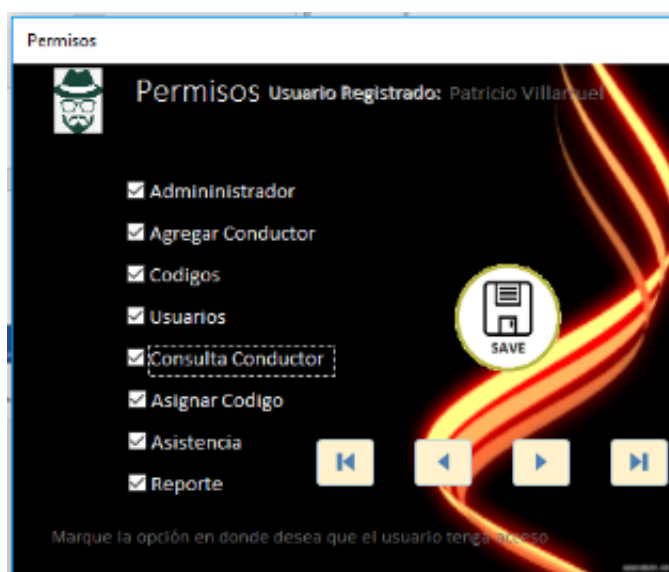 Permisos
Permisos Usuario Registrado: Patricio Villarruel
Admininistrador
Agregar Conductor
Codigos
Usuarios
Consulta Conductor
SAVE
Asignar Codigo
Asistencia
Reporte
Marque la opción en donde desea que el usuario tenga acceso